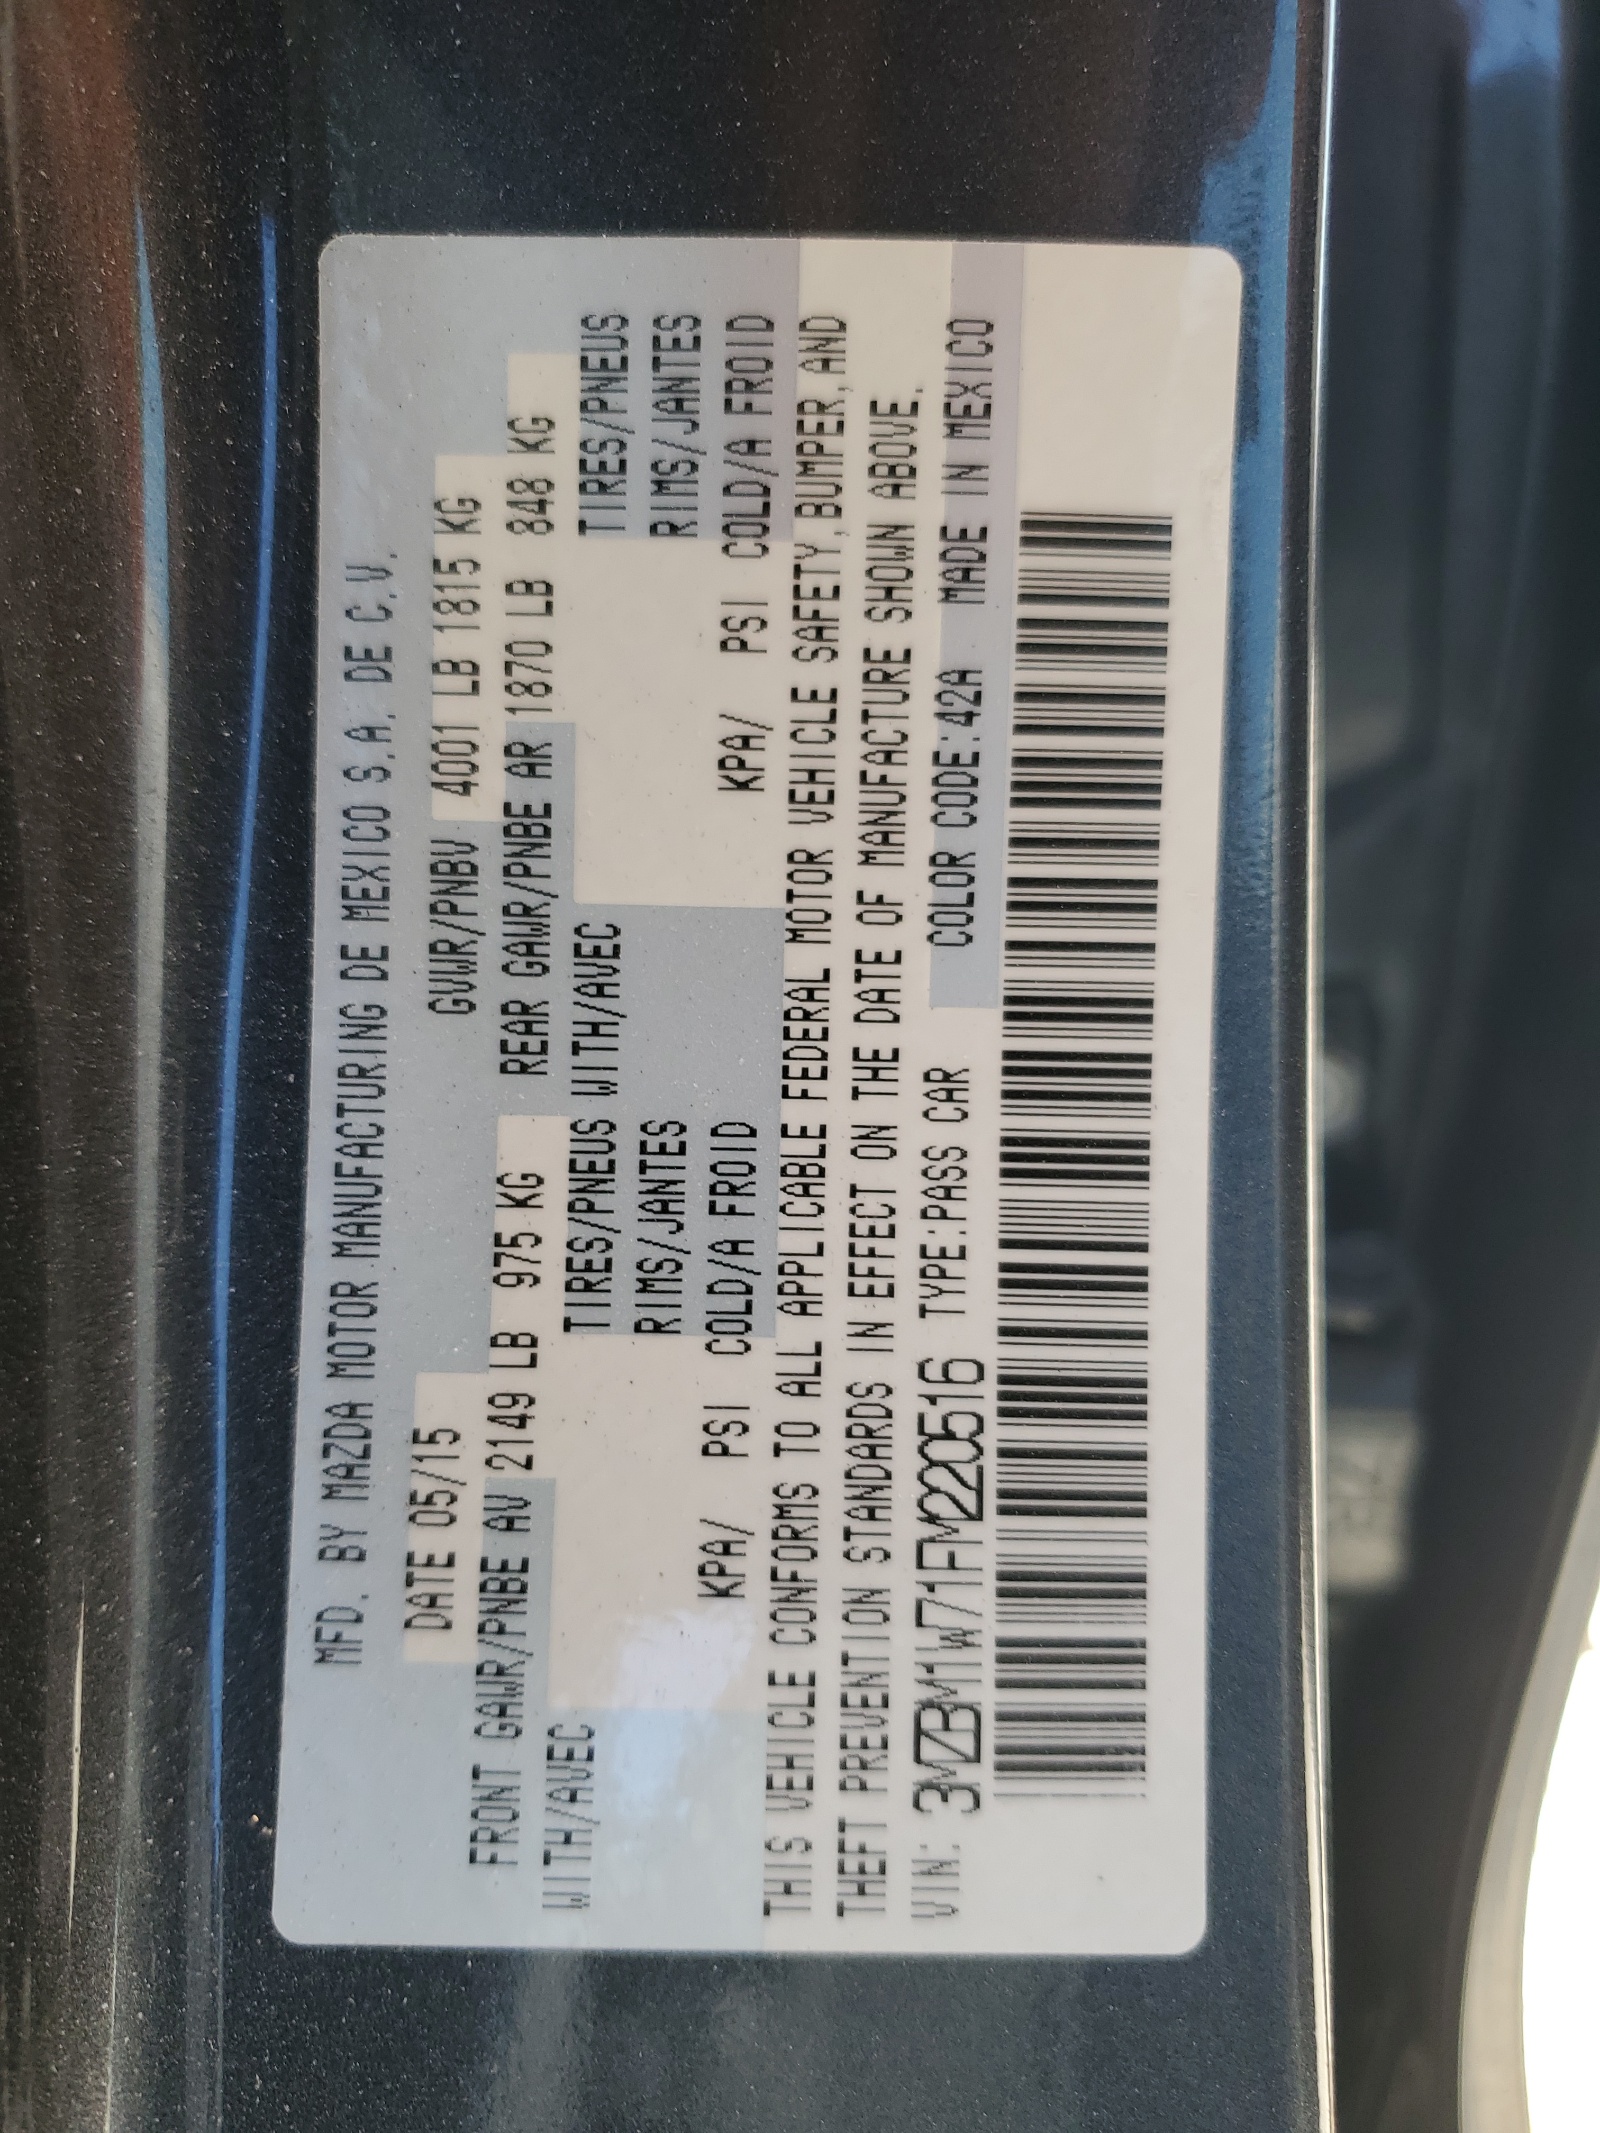 MFD. BY MAZDA MOTOR MANUFACTURING DE MEXICO S.A. DE C.V.
DATE 05/15 GVWR/PNBV 4001 LB 1815 KG
FRONT GAWR/PNBE AV 2149 LB 975 KG REAR GAWR/PNBE AR 1870 LB 848 KG
WITH/AVEC TIRES/PNEUS WITH/AVEC TIRES/PNEUS
RIMS/JANTES RIMS/JANTES
KPA/ PSI COLD/A FROID KPA/ PSI COLD/A FROID
THIS VEHICLE CONFORMS TO ALL APPLICABLE FEDERAL MOTOR VEHICLE SAFETY, BUMPER, AND
THEFT PREVENTION STANDARDS IN EFFECT ON THE DATE OF MANUFACTURE SHOWN ABOVE.
VIN: 3MZBM1W71FM220516 TYPE:PASS CAR COLOR CODE:42A MADE IN MEXICO